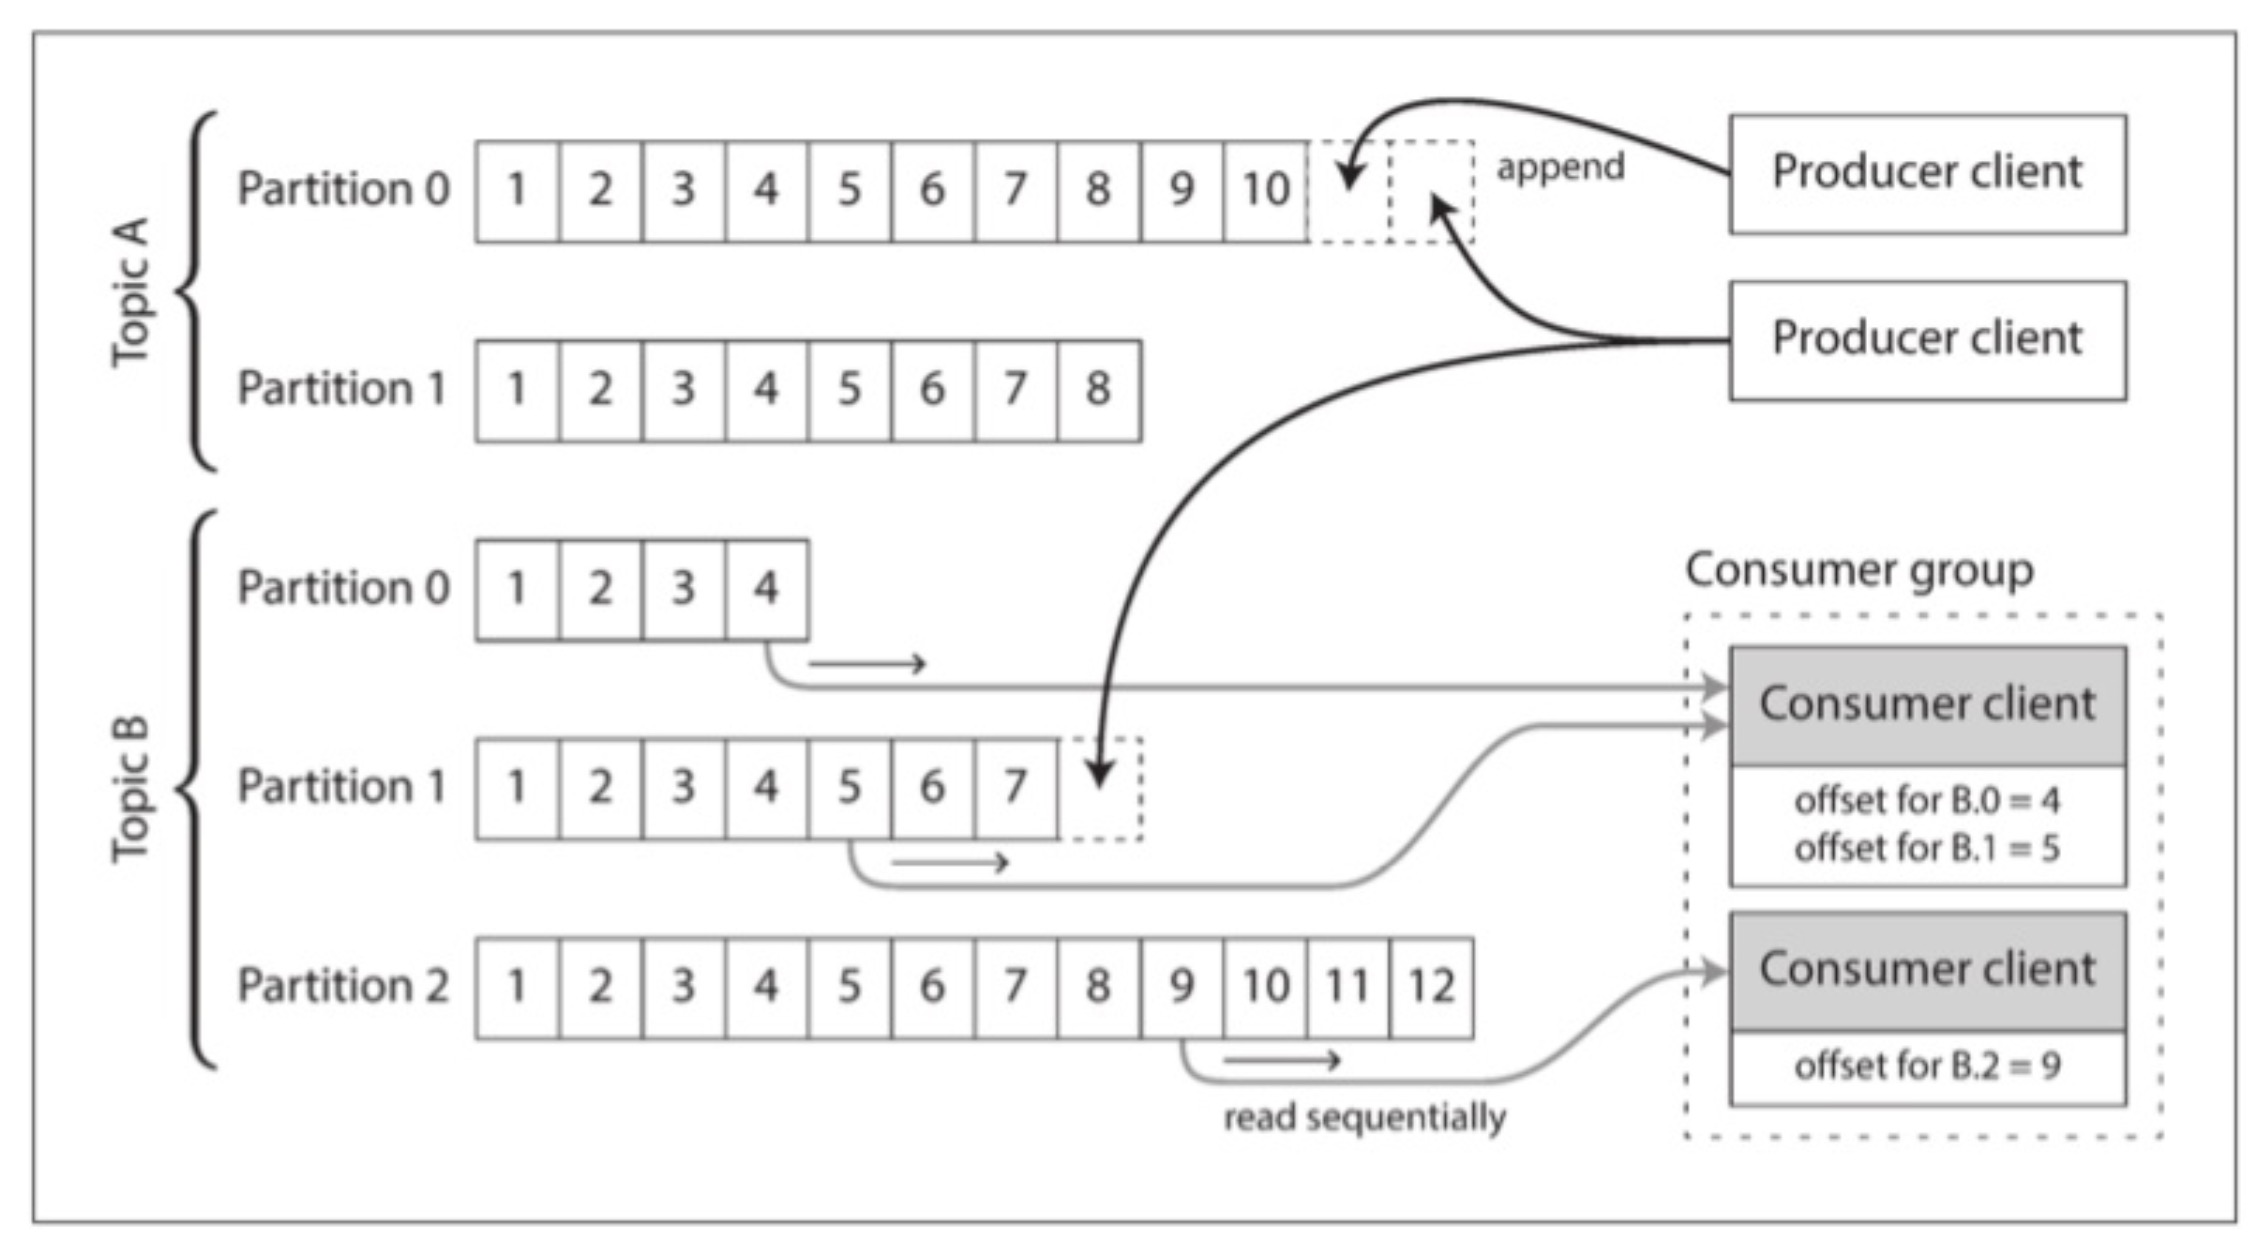 Topic A
Partition 0
1 2 3 4 5 6 7 8 9 10
append
Producer client
Producer client
Partition 1
1 2 3 4 5 6 7 8
Topic B
Partition 0
1 2 3 4
Partition 1
1 2 3 4 5 6 7
Partition 2
1 2 3 4 5 6 7 8 9 10 11 12
read sequentially
Consumer group
Consumer client
offset for B.0 = 4
offset for B.1 = 5
Consumer client
offset for B.2 = 9